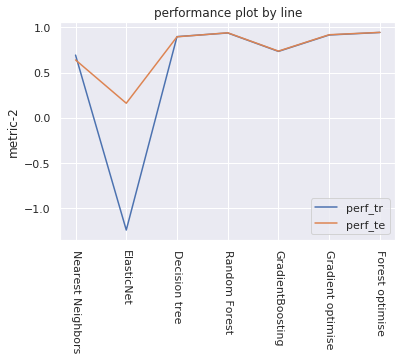 performance plot by line
metric-2
1.0
0.5
0.0
−0.5
−1.0
perf_tr
perf_te
Nearest Neighbors
ElasticNet
Decision tree
Random Forest
GradientBoosting
Gradient optimise
Forest optimise